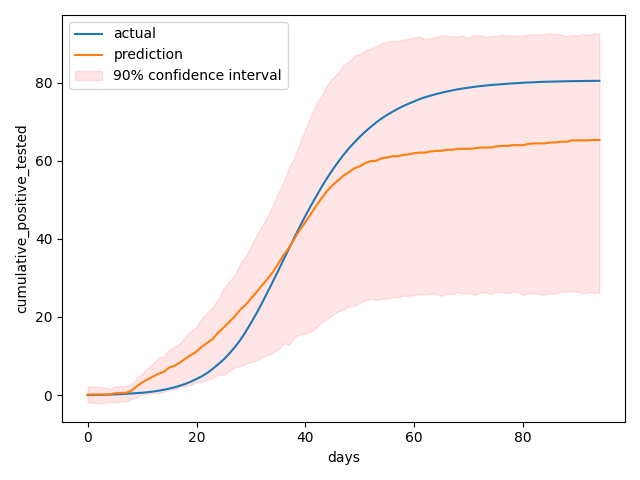 actual
prediction
90% confidence interval
80
60
40
20
0
cumulative_positive_tested
0 20 40 60 80
days